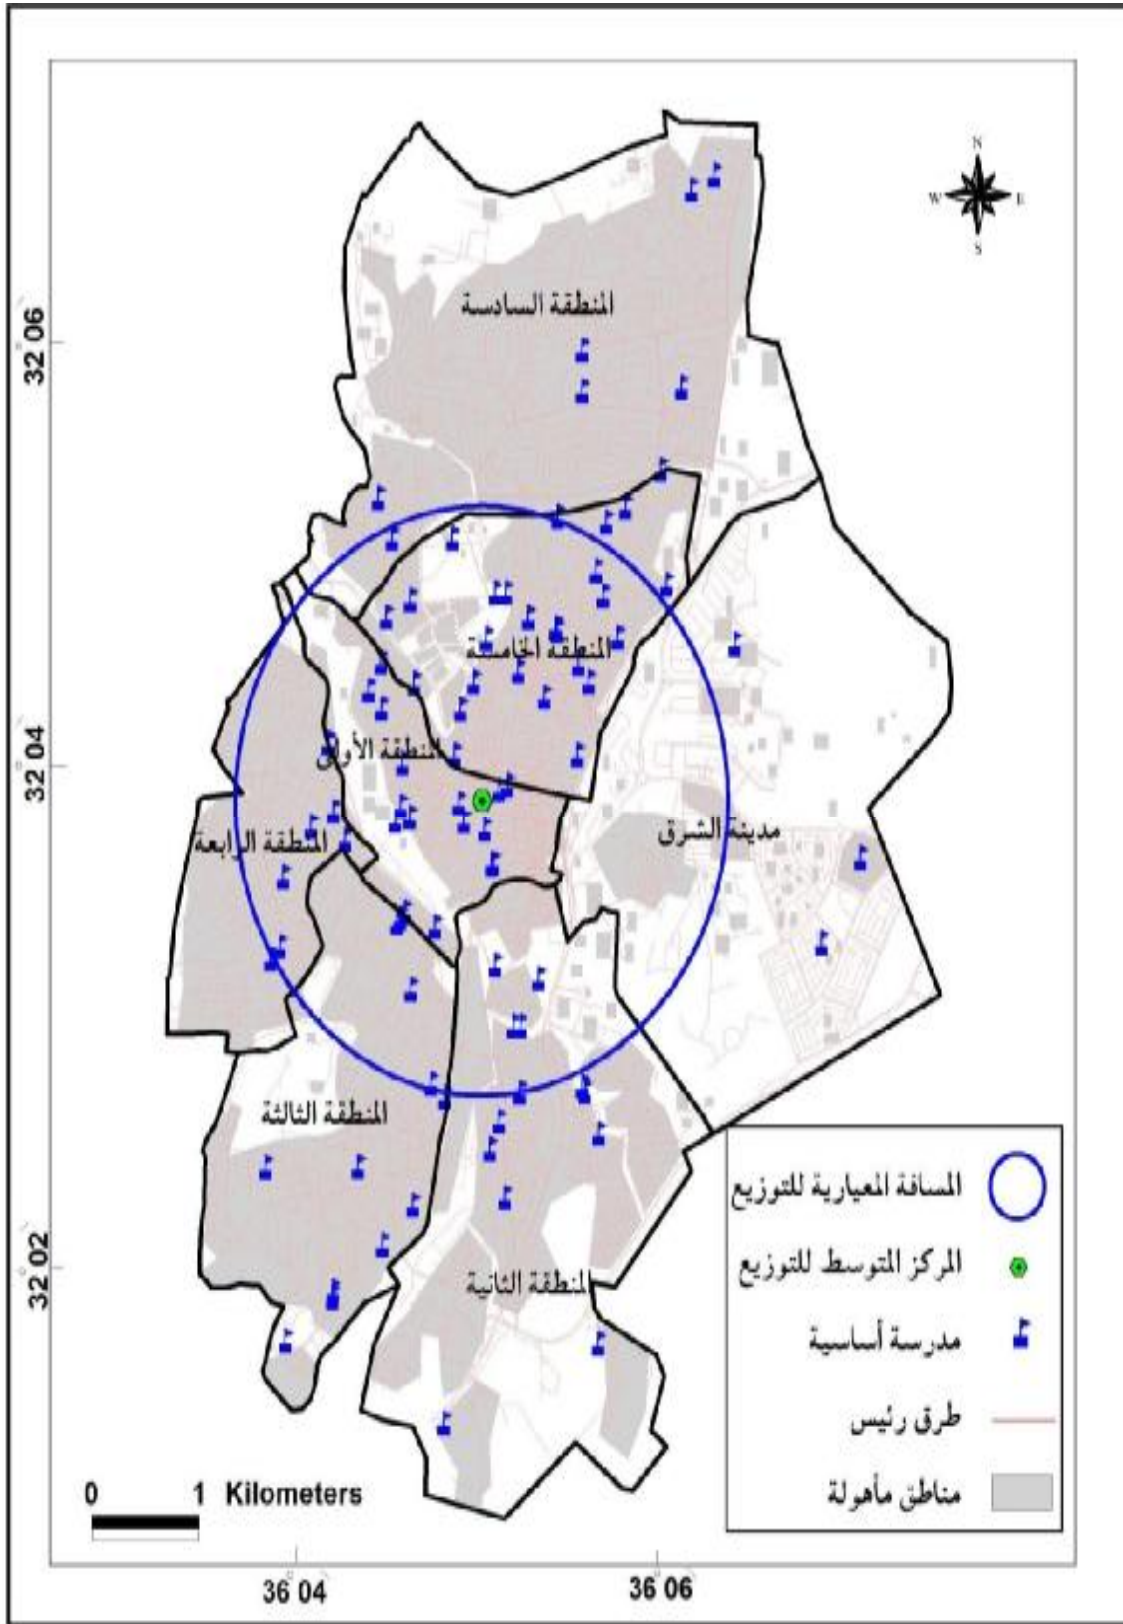 N
W E
S
المنطقة السادسة
32 06
المنطقة الخامسة
32 04
المنطقة الأولى
المنطقة الرابعة
مدينة الشرق
المنطقة الثالثة
المسافة المعيارية للتوزيع
المركز المتوسط للتوزيع
32 02
المنطقة الثانية
مدرسة أساسية
طرق رئيس
مناطق مأهولة
0 1 Kilometers
36 04
36 06